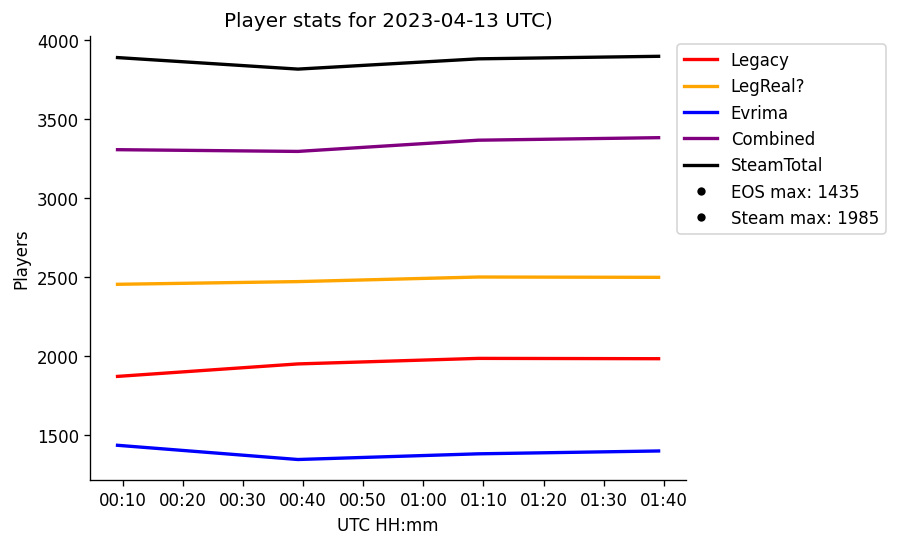 Player stats for 2023-04-13 UTC)
4000
3500
3000
2500
2000
1500
Players
00:10 00:20 00:30 00:40 00:50 01:00 01:10 01:20 01:30 01:40
UTC HH:mm
Legacy
LegReal?
Evrima
Combined
SteamTotal
EOS max: 1435
Steam max: 1985